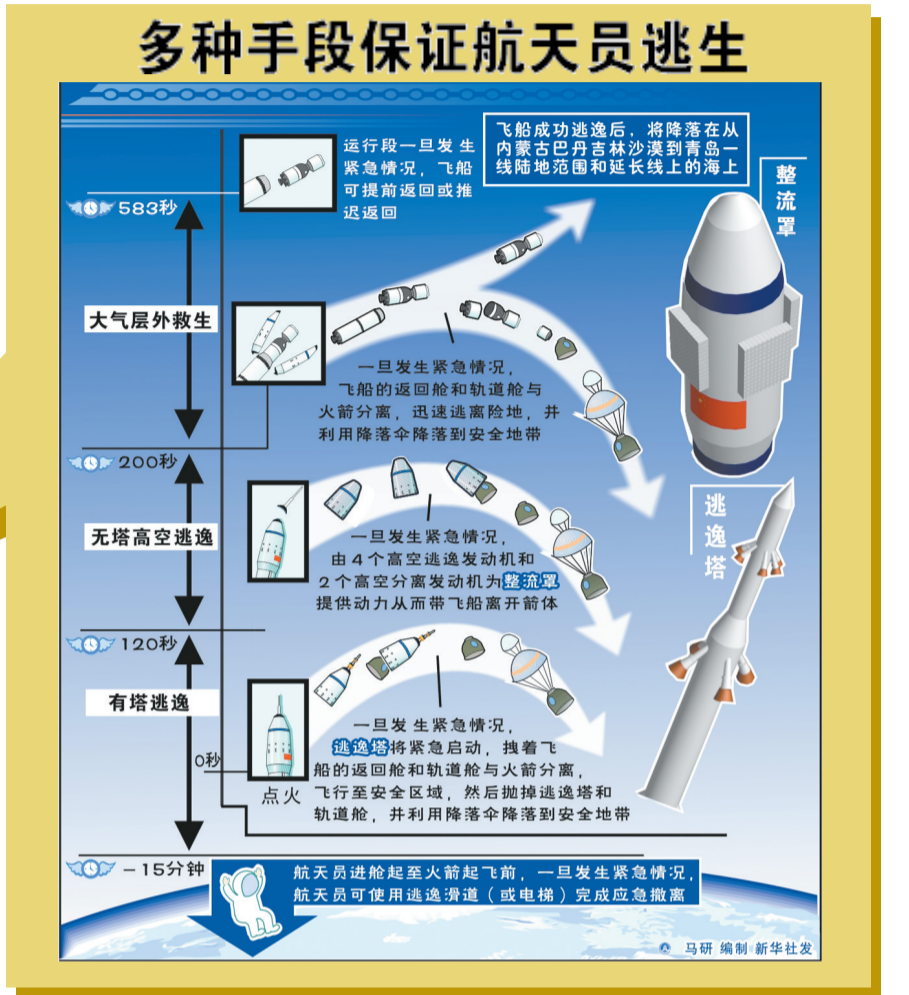 多种手段保证航天员逃生
运行段一旦发生
紧急情况，飞船
可提前返回或推
迟返回
飞船成功逃逸后，将降落在从
内蒙古巴丹吉林沙漠到青岛一
线陆地范围和延长线上的海上
整流罩
583秒
大气层外救生
一旦发生紧急情况，
飞船的返回舱和轨道舱与
火箭分离，迅速逃离险地，并
利用降落伞降落到安全地带
200秒
逃逸塔
无塔高空逃逸
一旦发生紧急情况，
由4个高空逃逸发动机和
2个高空分离发动机为整流罩
提供动力从而带飞船离开箭体
120秒
有塔逃逸
一旦发生紧急情况，
逃逸塔将紧急启动，拽着飞
船的返回舱和轨道舱与火箭分离，
飞行至安全区域，然后抛掉逃逸塔和
轨道舱，并利用降落伞降落到安全地带
0秒
点火
－15分钟
航天员进舱起至火箭起飞前，一旦发生紧急情况，
航天员可使用逃逸滑道（或电梯）完成应急撤离
马研 编制 新华社发